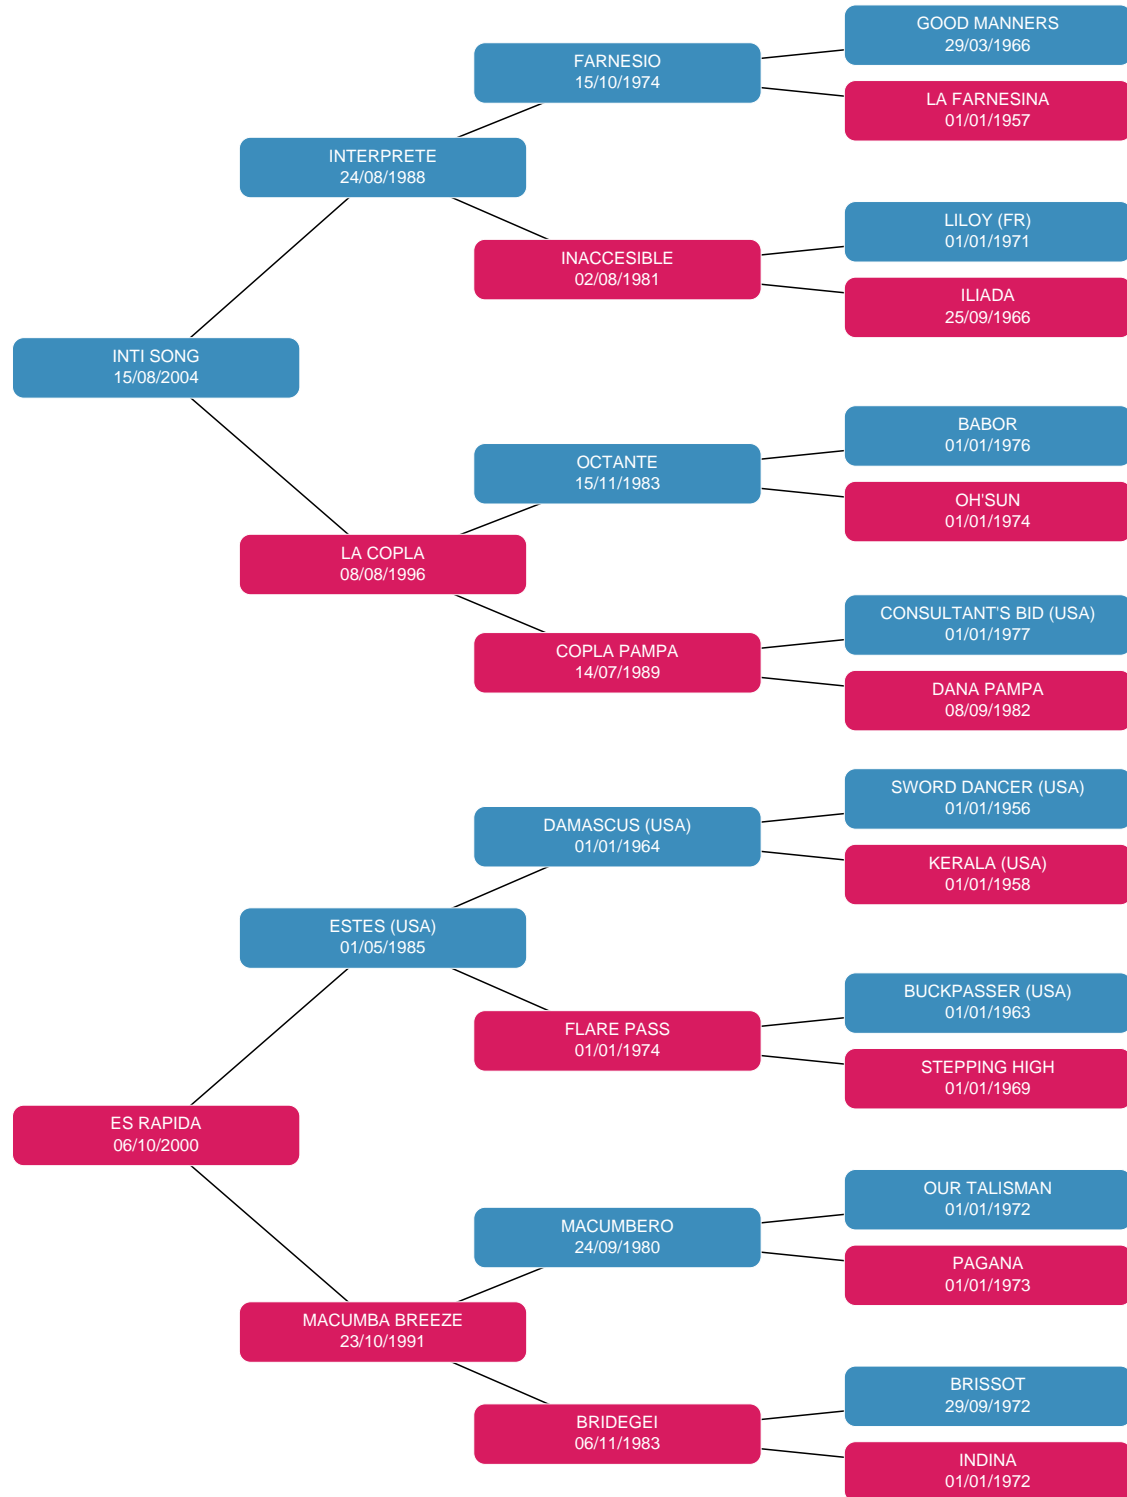 GOOD MANNERS
29/03/1966
FARNESIO
15/10/1974
LA FARNESINA
01/01/1957
INTERPRETE
24/08/1988
LILOY (FR)
01/01/1971
INACCESIBLE
02/08/1981
ILIADA
25/09/1966
INTI SONG
15/08/2004
BABOR
01/01/1976
OCTANTE
15/11/1983
OH'SUN
01/01/1974
LA COPLA
08/08/1996
CONSULTANT'S BID (USA)
01/01/1977
COPLA PAMPA
14/07/1989
DANA PAMPA
08/09/1982
SWORD DANCER (USA)
01/01/1956
DAMASCUS (USA)
01/01/1964
KERALA (USA)
01/01/1958
ESTES (USA)
01/05/1985
BUCKPASSER (USA)
01/01/1963
FLARE PASS
01/01/1974
STEPPING HIGH
01/01/1969
ES RAPIDA
06/10/2000
OUR TALISMAN
01/01/1972
MACUMBERO
24/09/1980
PAGANA
01/01/1973
MACUMBA BREEZE
23/10/1991
BRISSOT
29/09/1972
BRIDEGEI
06/11/1983
INDINA
01/01/1972